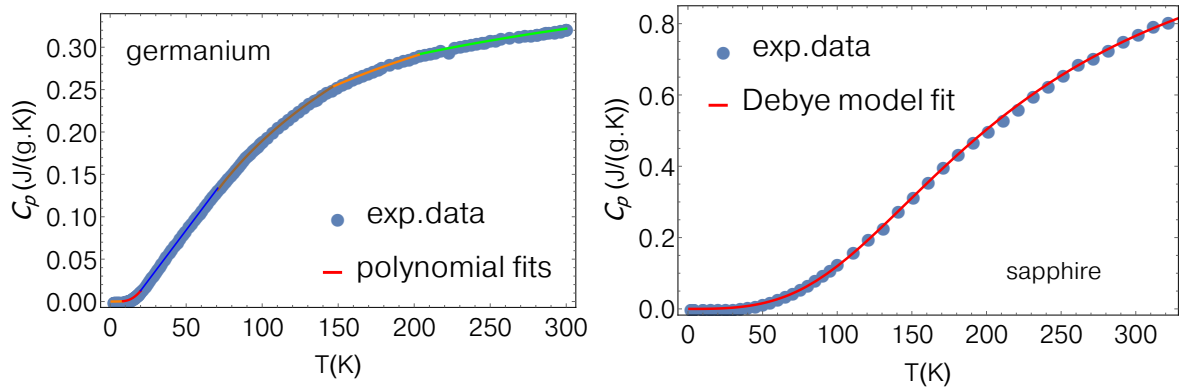 germanium
exp.data
polynomial fits
0.30
0.25
0.20
0.15
0.10
0.05
0.00
Cp (J/(g.K))
0 50 100 150 200 250 300
T(K)
exp.data
Debye model fit
sapphire
0.8
0.6
0.4
0.2
0.0
Cp (J/(g.K))
0 50 100 150 200 250 300
T(K)